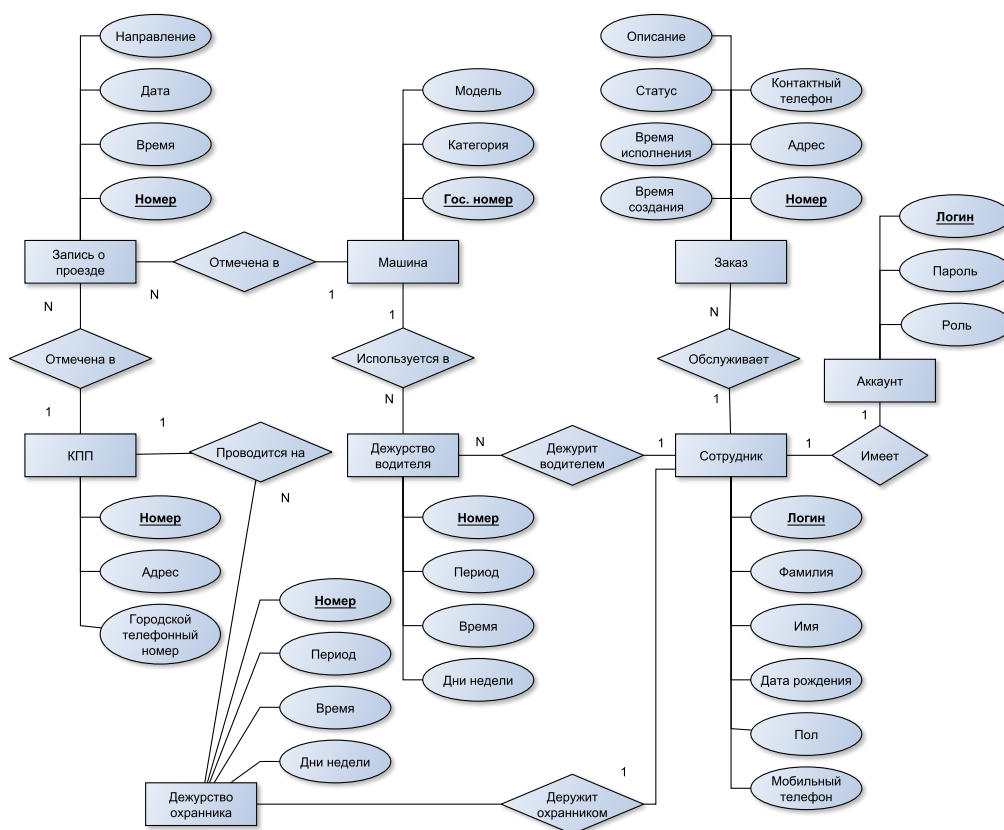 Направление
Дата
Время
Номер
Запись о
проезде
Отмечена в
N
N
1
Модель
Категория
Гос. номер
Машина
1
Описание
Статус
Время
исполнения
Время
создания
Контактный
телефон
Адрес
Номер
Заказ
N
Логин
Пароль
Роль
Аккаунт
1
Отмечена в
1
Используется в
N
Обслуживает
1
КПП
1
Проводится на
N
Дежурство
водителя
N
Дежурит
водителем
1
Сотрудник
1
Имеет
Номер
Адрес
Городской
телефонный
номер
Номер
Период
Время
Дни недели
Номер
Период
Время
Дни недели
Логин
Фамилия
Имя
Дата рождения
Пол
Мобильный
телефон
Дежурство
охранника
Деружит
охранником
1